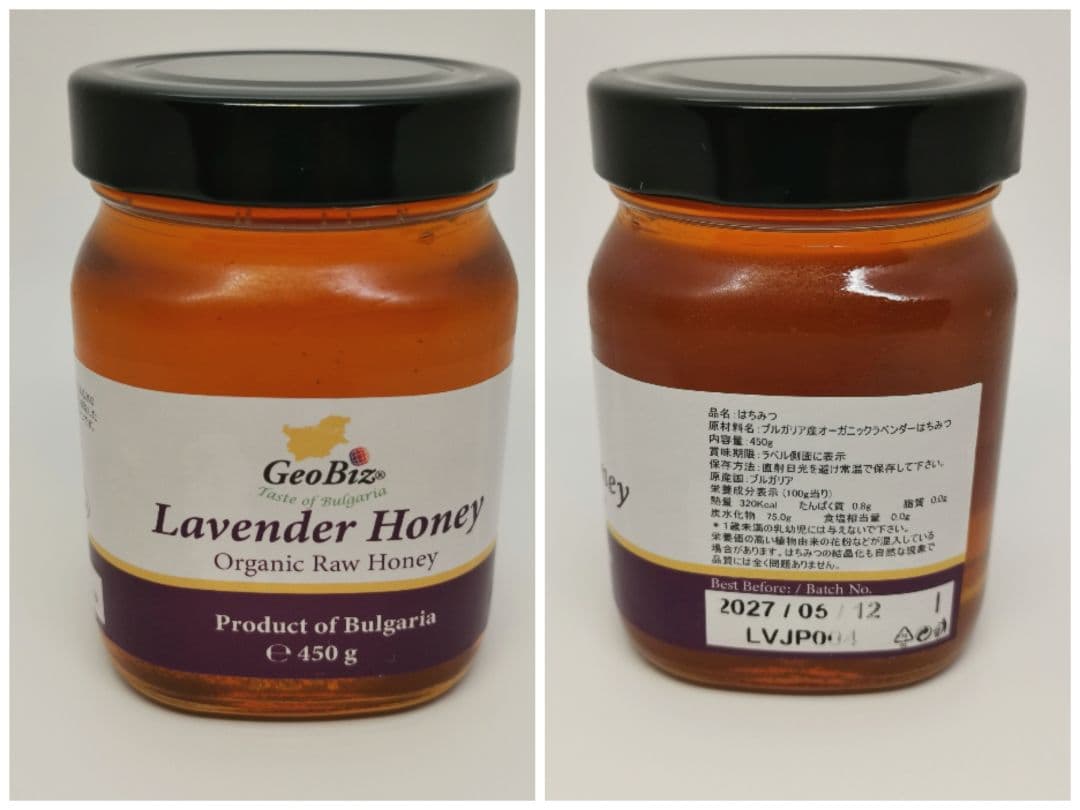 GeoBiz®
Taste of Bulgaria
Lavender Honey
Organic Raw Honey
Product of Bulgaria
℮ 450 g
品名:はちみつ
原材料名:ブルガリア産オーガニックラベンダーはちみつ
内容量:450g
賞味期限:ラベル側面に表示
保存方法:直射日光を避け常温で保存して下さい。
原産国:ブルガリア
栄養成分表示(100g当り)
熱量 320Kcal たんぱく質 0.8g 脂質 0.0g
炭水化物 75.0g 食塩相当量 0.0g
*1歳未満の乳幼児には与えないで下さい。
栄養価の高い植物由来の花粉などが混入している
場合があります。はちみつの結晶化も自然な現象で
品質には全く問題ありません。
Best Before: / Batch No.
2027/05/12
LVJP004